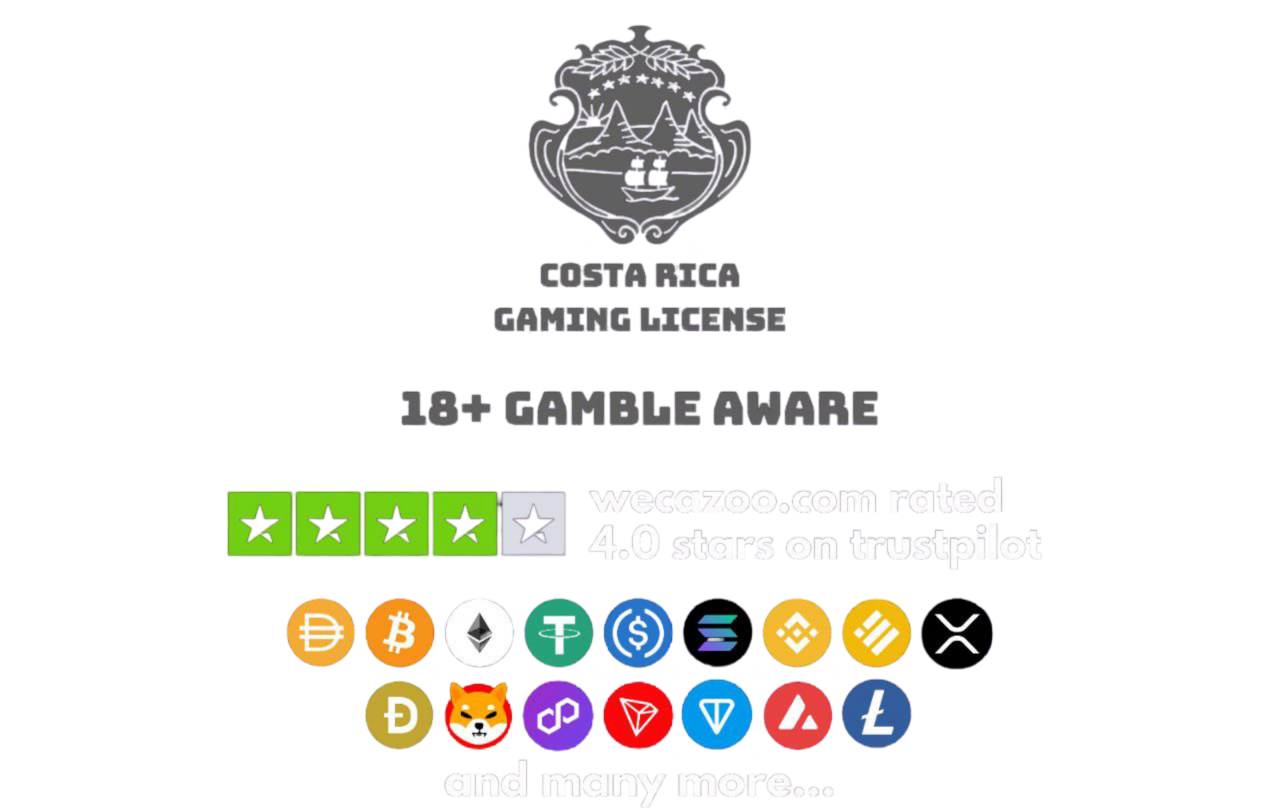 COSTA RICA
GAMING LICENSE
18+ GAMBLE AWARE
wecazoo.com rated
4.0 stars on trustpilot
and many more...